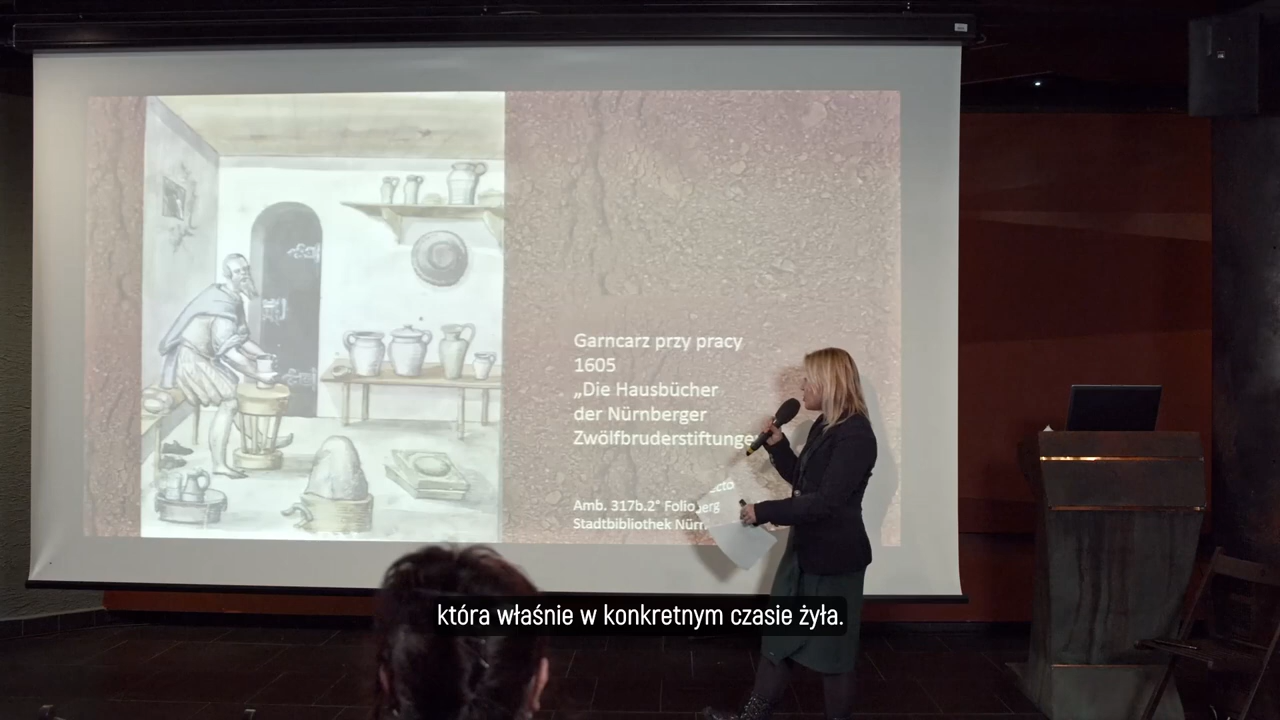 Garncarz przy pracy
1605
„Die Hausbücher
der Nürnberger
Zwölfbruderstiftunge
Amb. 317b.2° Folio
Stadtbibliothek Nürn
która właśnie w konkretnym czasie żyła.